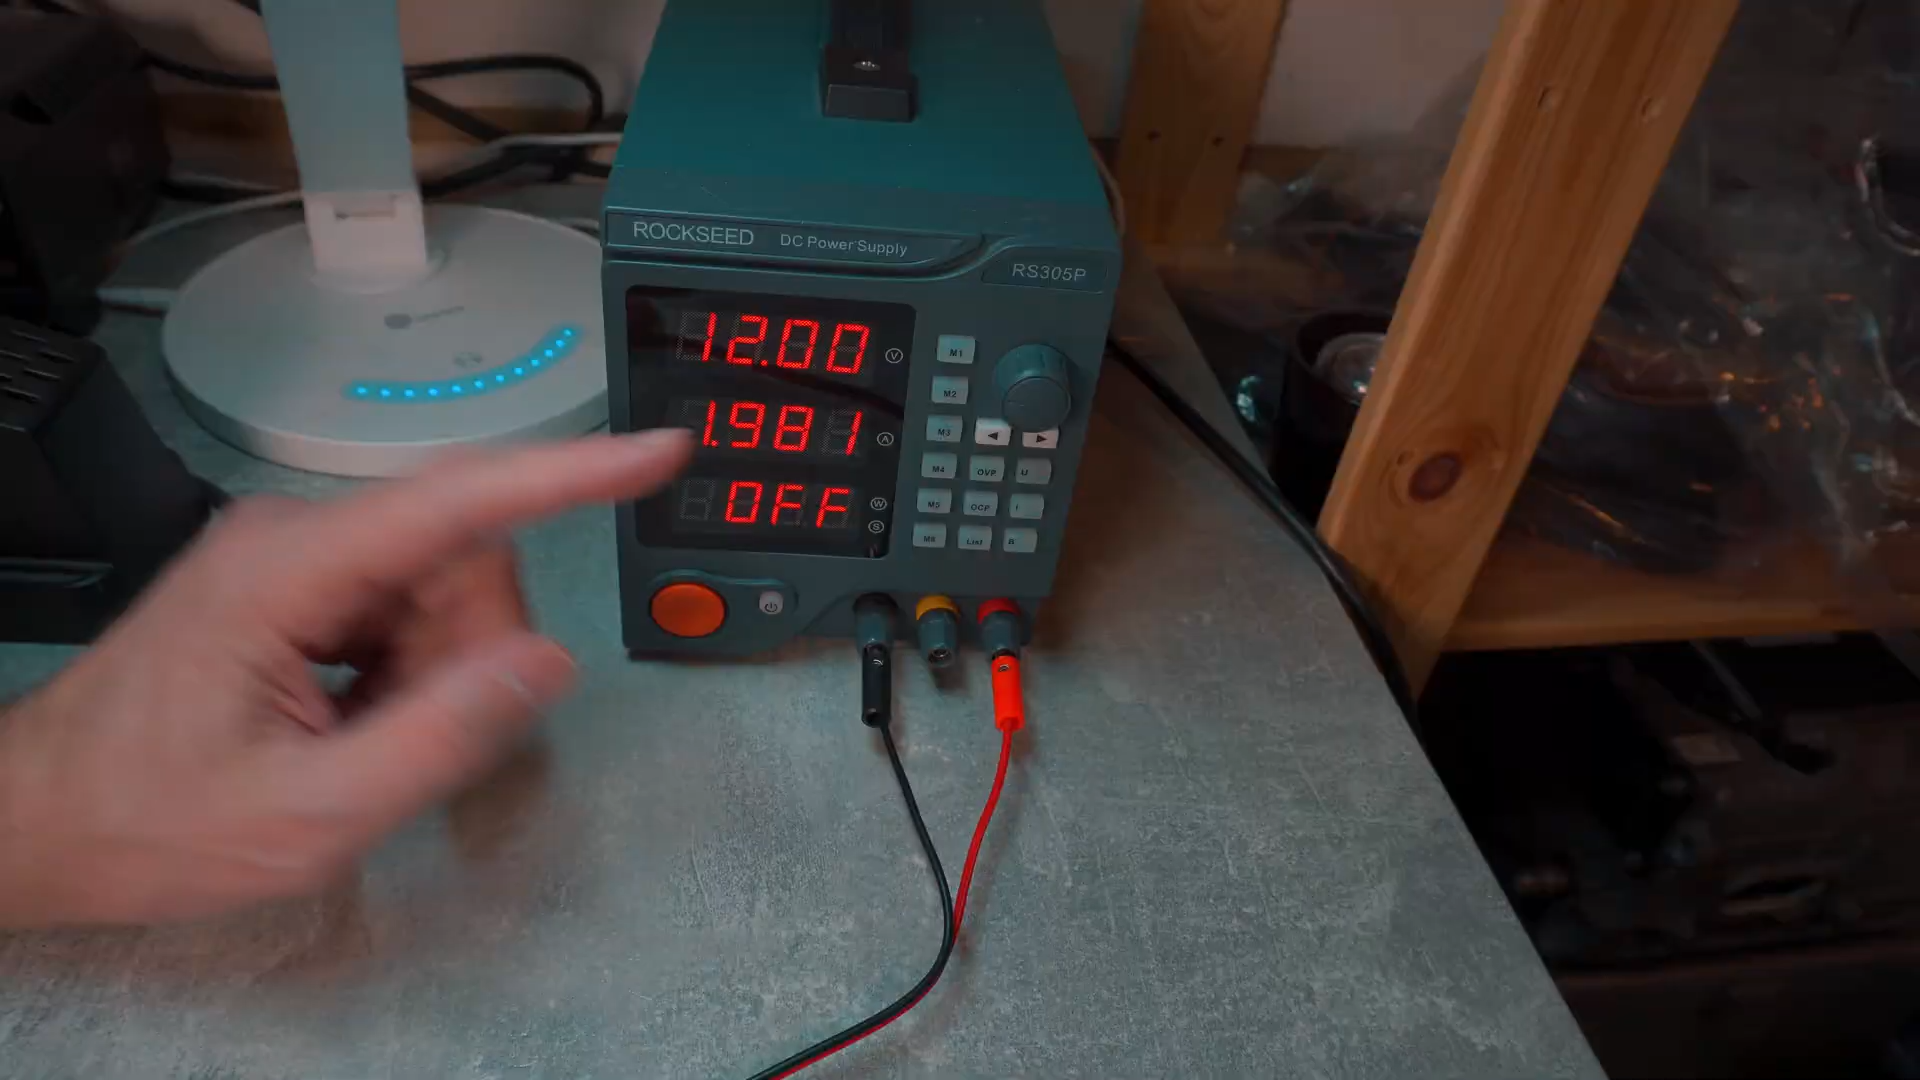 ROCKSEED DC Power Supply
RS305P
12.00 V
1.981 A
OFF W
S
M1
M2
M3 ◀ ▶
M4 OVP U
M5 OCP I
M6 List B